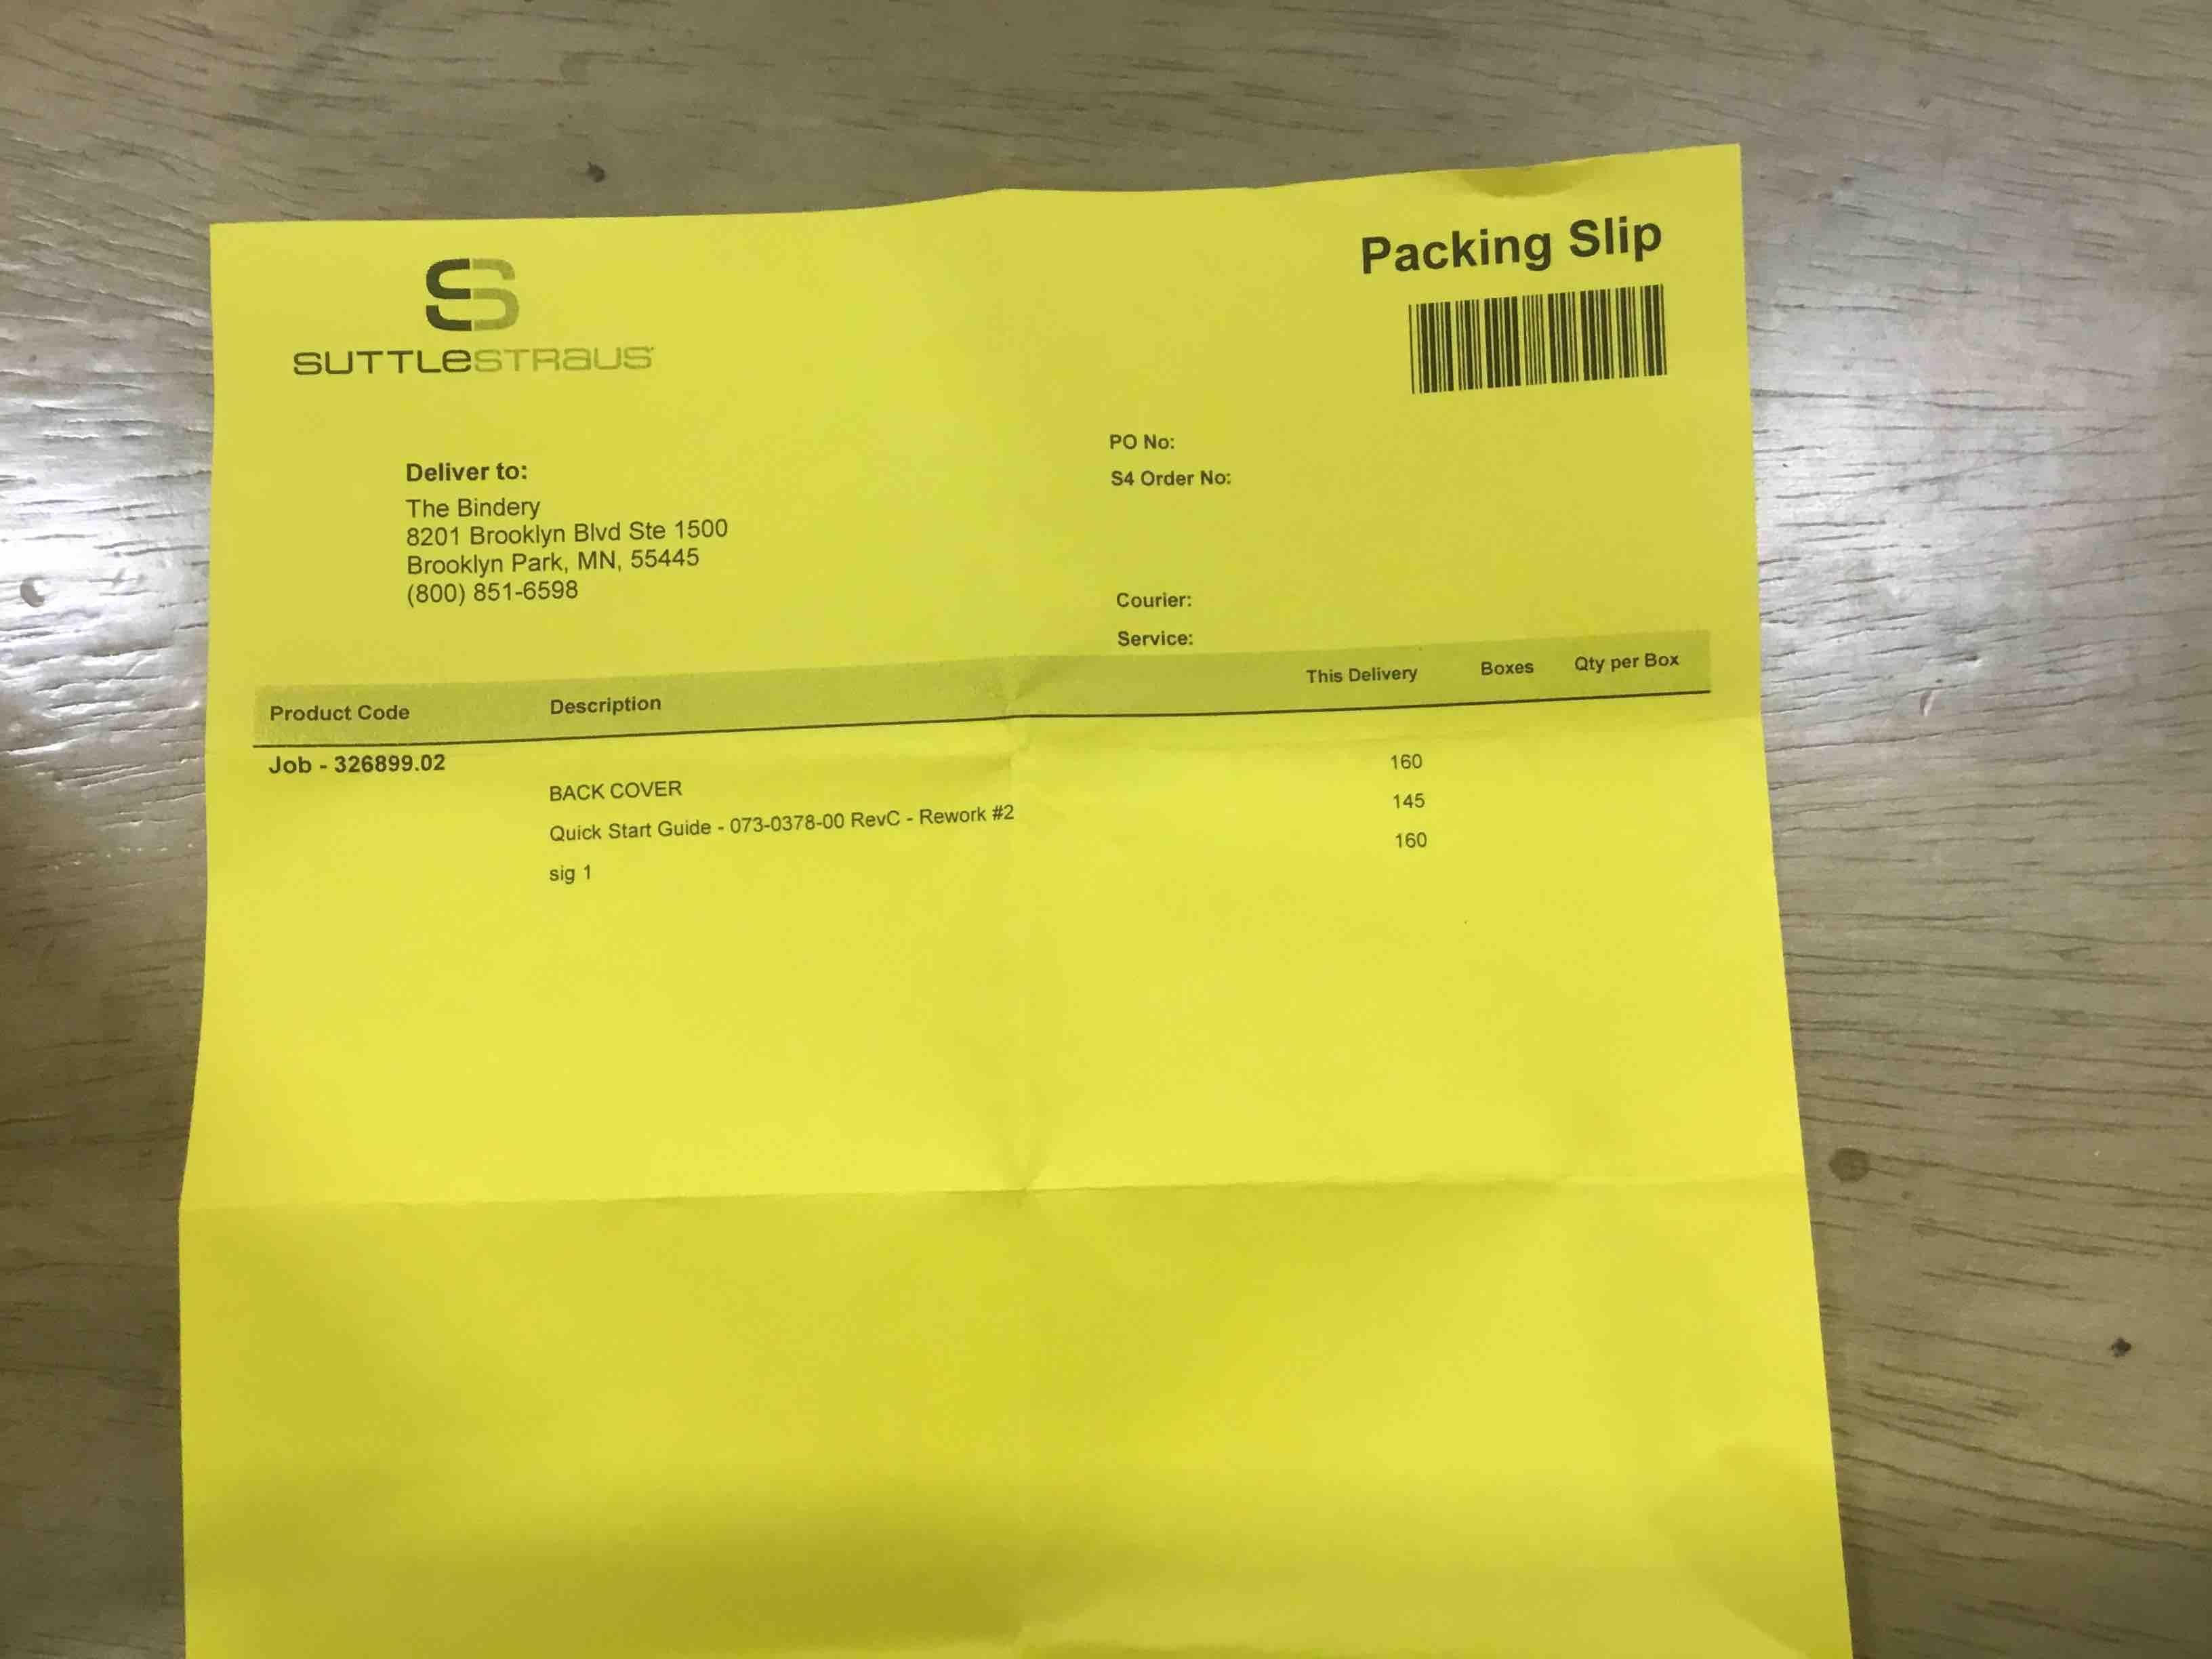 Packing Slip
SUTTLESTRAUS
PO No:
S4 Order No:
Deliver to:
The Bindery
8201 Brooklyn Blvd Ste 1500
Brooklyn Park, MN, 55445
(800) 851-6598
Courier:
Service:
Product Code Description This Delivery Boxes Qty per Box
Job - 326899.02
BACK COVER 160
Quick Start Guide - 073-0378-00 RevC - Rework #2 145
sig 1 160